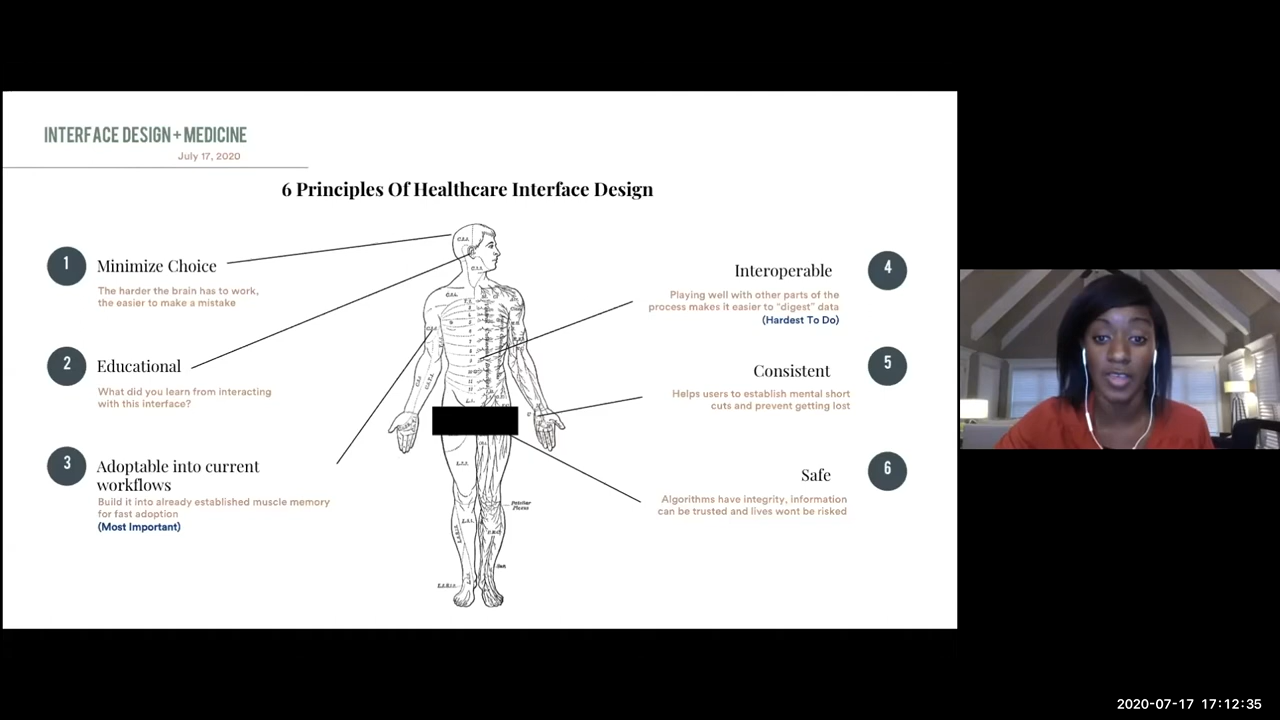 INTERFACE DESIGN + MEDICINE
July 17, 2020
6 Principles Of Healthcare Interface Design
1
Minimize Choice
The harder the brain has to work,
the easier to make a mistake
2
Educational
What did you learn from interacting
with this interface?
3
Adoptable into current
workflows
Build it into already established muscle memory
for fast adoption
(Most Important)
4
Interoperable
Playing well with other parts of the
process makes it easier to “digest” data
(Hardest To Do)
5
Consistent
Helps users to establish mental short
cuts and prevent getting lost
6
Safe
Algorithms have integrity, information
can be trusted and lives wont be risked
Patellar
Plexus
2020-07-17 17:12:35